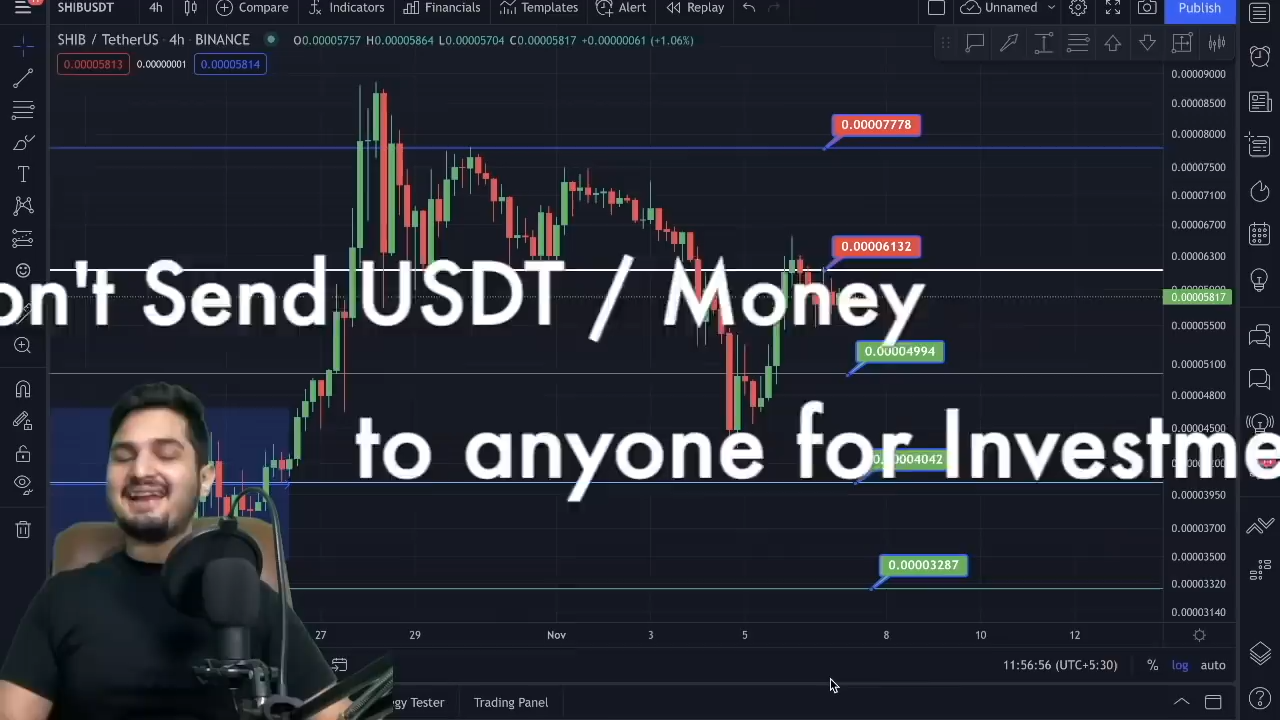 SHIBUSDT 4h Compare Indicators Financials Templates Alert Replay Unnamed Publish
SHIB / TetherUS · 4h · BINANCE O0.00005757 H0.00005864 L0.00005704 C0.00005817 +0.00000061 (+1.06%)
0.00005813 0.00000001 0.00005814
0.00009000
0.00008500
0.00007778
0.00008000
0.00007500
0.00007100
0.00006700
0.00006132
0.00006300
on't Send USDT / Money
0.00005817
0.00005500
0.00004994
0.00005100
0.00004800
to anyone for Investme
0.00004500
0.00004042
0.00003950
0.00003700
0.00003287
0.00003500
0.00003320
0.00003140
27 29 Nov 3 5 8 10 12
11:56:56 (UTC+5:30) % log auto
gy Tester Trading Panel